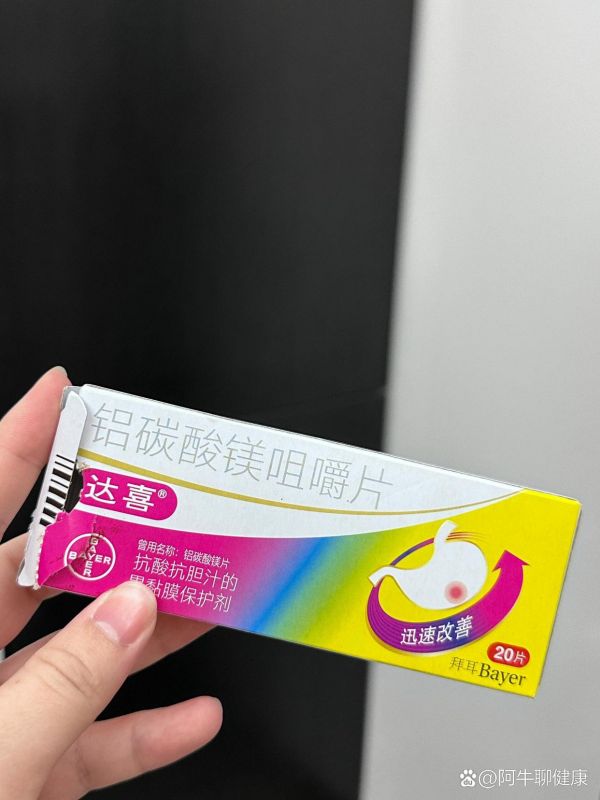 铝碳酸镁咀嚼片
达喜®
BAYER
BAYER
曾用名称：铝碳酸镁片
抗酸抗胆汁的
胃黏膜保护剂
迅速改善
20片
拜耳Bayer
@阿牛聊健康